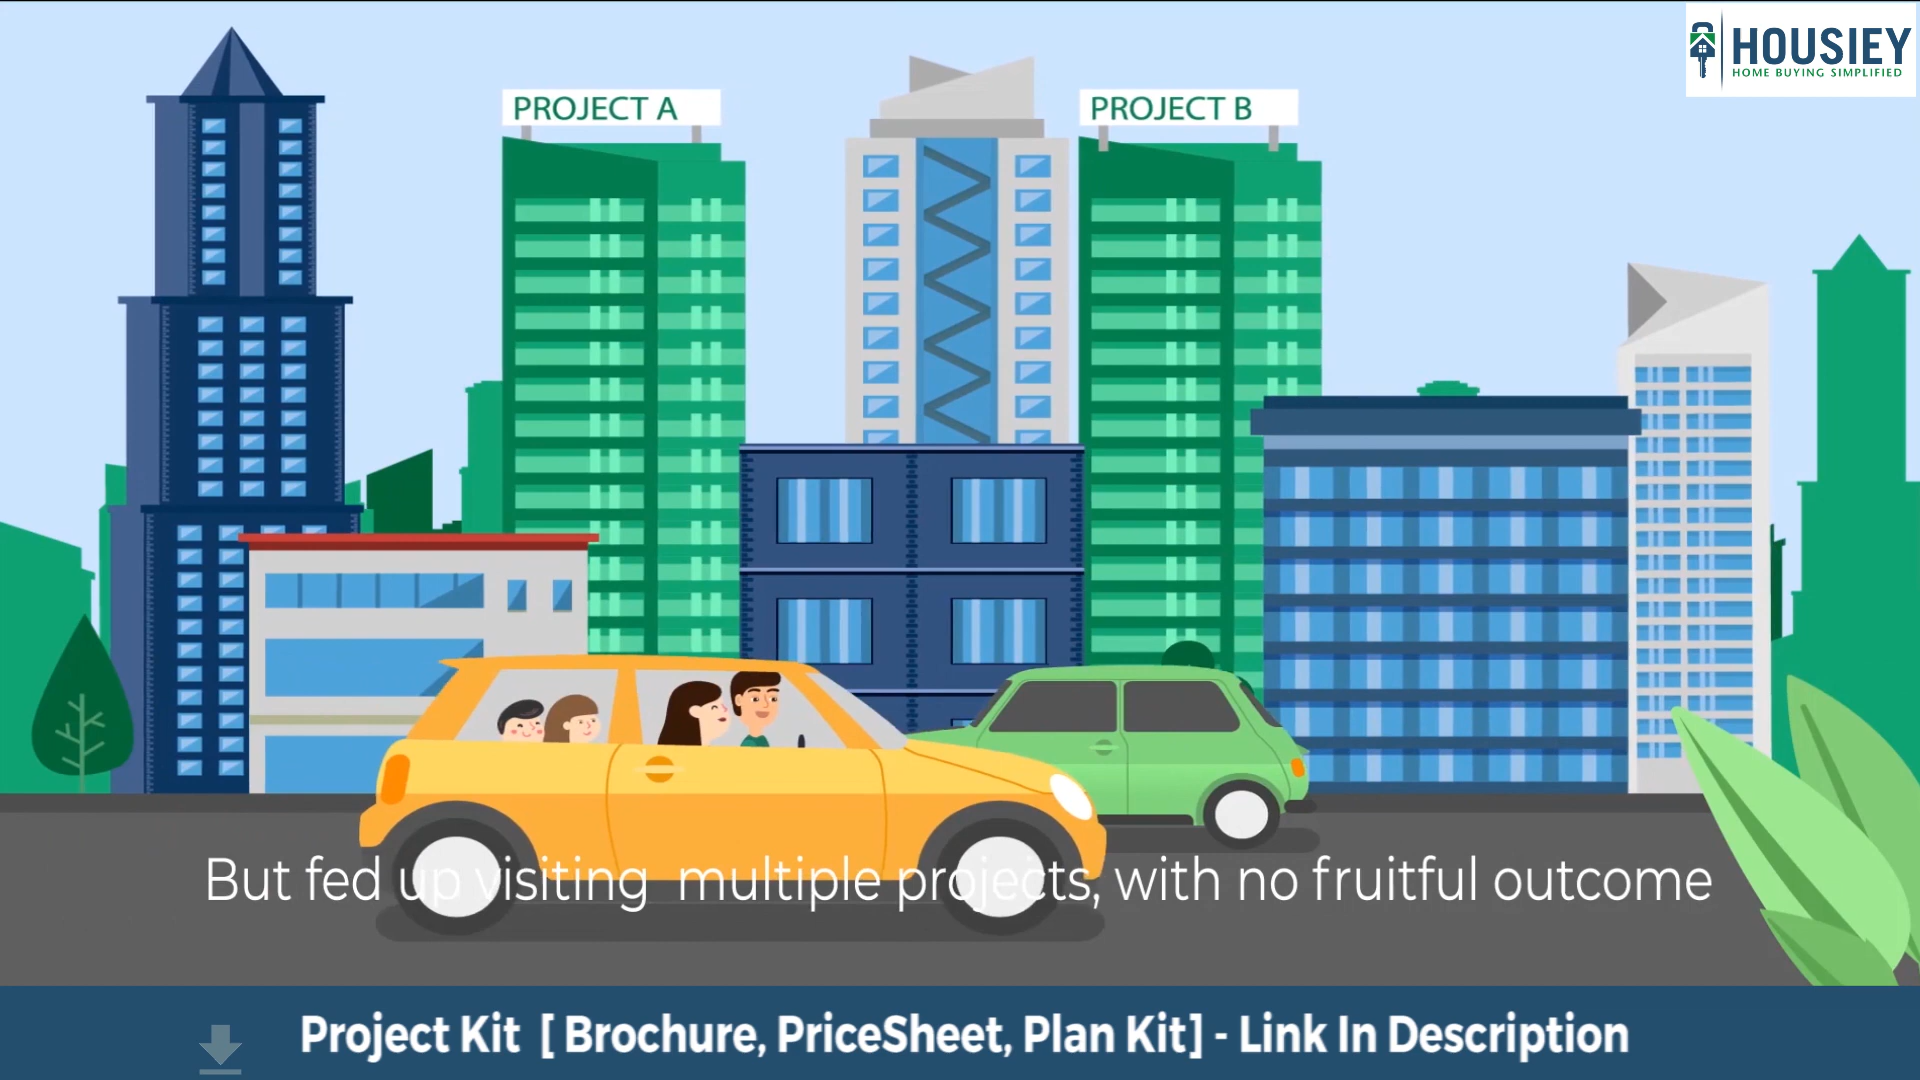 HOUSIEY
HOME BUYING SIMPLIFIED
PROJECT A
PROJECT B
But fed up visiting  multiple projects, with no fruitful outcome
Project Kit [ Brochure, PriceSheet, Plan Kit] - Link In Description